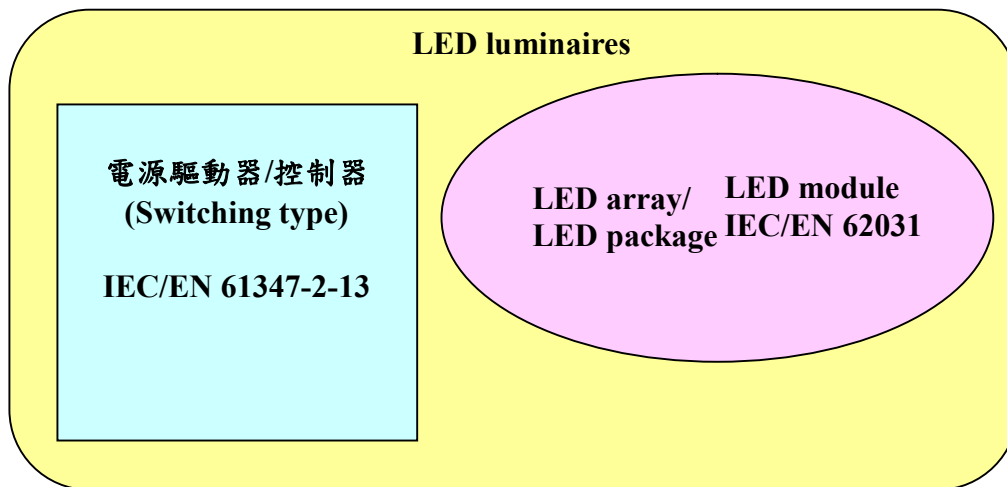 LED luminaires
電源驅動器/控制器
(Switching type)
IEC/EN 61347-2-13
LED array/
LED package
LED module
IEC/EN 62031